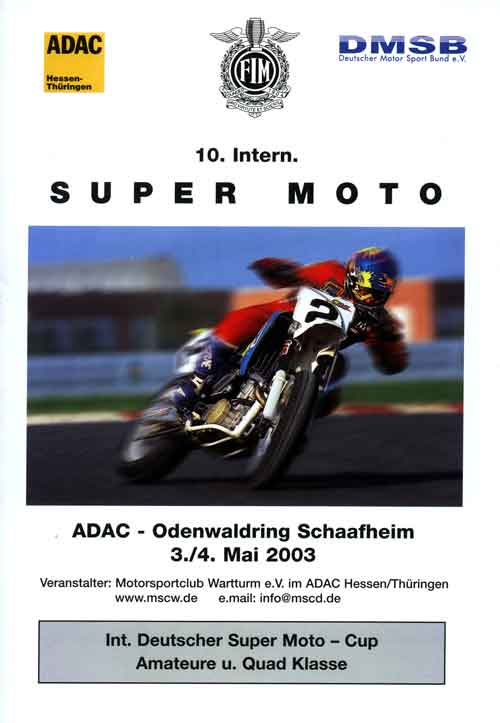 ADAC
Hessen-
Thüringen
FIM
DMSB
Deutscher Motor Sport Bund e.V.
10. Intern.
SUPER MOTO
2
ADAC - Odenwaldring Schaafheim
3./4. Mai 2003
Veranstalter: Motorsportclub Wartturm e.V. im ADAC Hessen/Thüringen
www.mscw.de e.mail: info@mscd.de
Int. Deutscher Super Moto – Cup
Amateure u. Quad Klasse